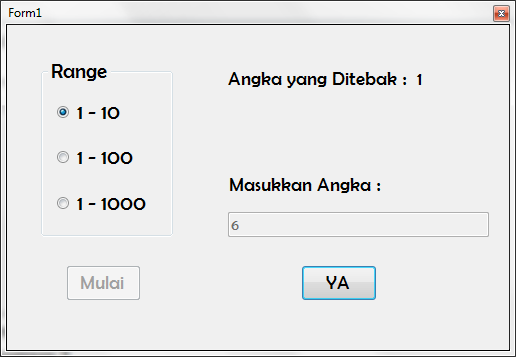 Form1
Range
1 - 10
1 - 100
1 - 1000
Mulai
Angka yang Ditebak : 1
Masukkan Angka :
6
YA